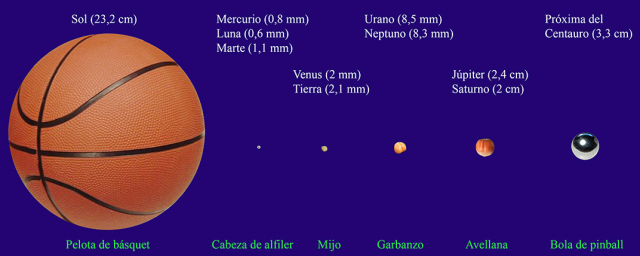 Sol (23,2 cm)
Mercurio (0,8 mm)
Luna (0,6 mm)
Marte (1,1 mm)
Venus (2 mm)
Tierra (2,1 mm)
Urano (8,5 mm)
Neptuno (8,3 mm)
Júpiter (2,4 cm)
Saturno (2 cm)
Próxima del
Centauro (3,3 cm)
Pelota de básquet
Cabeza de alfiler
Mijo
Garbanzo
Avellana
Bola de pinball